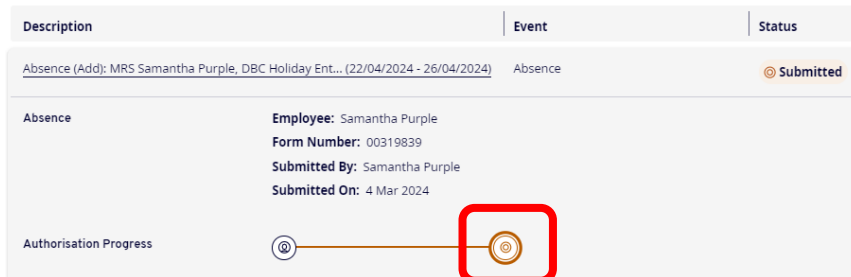 Description Event Status
Absence (Add): MRS Samantha Purple, DBC Holiday Ent... (22/04/2024 - 26/04/2024) Absence Submitted
Absence Employee: Samantha Purple
Form Number: 00319839
Submitted By: Samantha Purple
Submitted On: 4 Mar 2024
Authorisation Progress